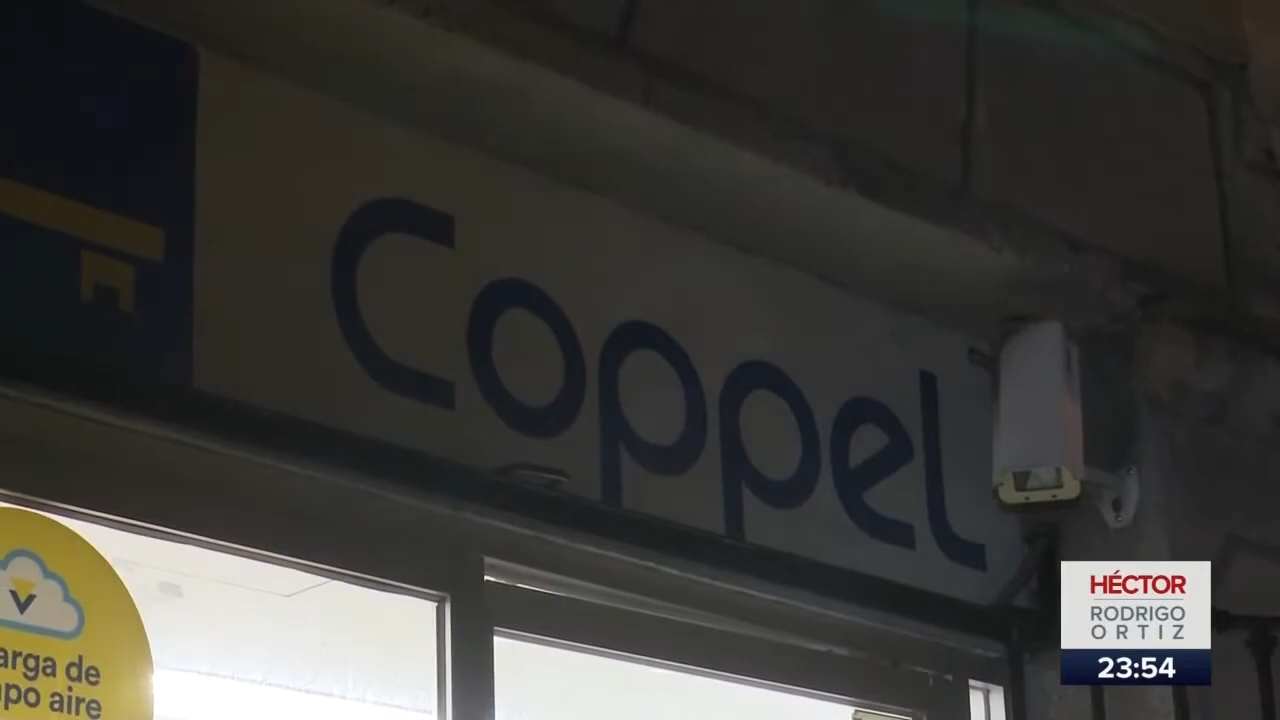 Coppel
arga de
po aire
HÉCTOR
RODRIGO
ORTIZ
23:54